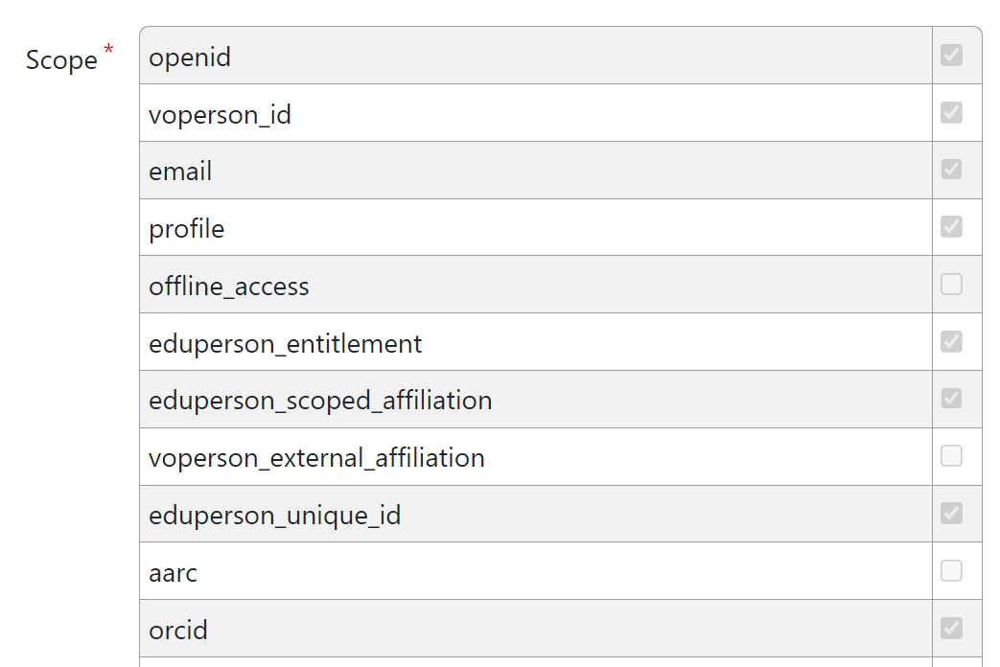 Scope *
openid
voperson_id
email
profile
offline_access
eduperson_entitlement
eduperson_scoped_affiliation
voperson_external_affiliation
eduperson_unique_id
aarc
orcid